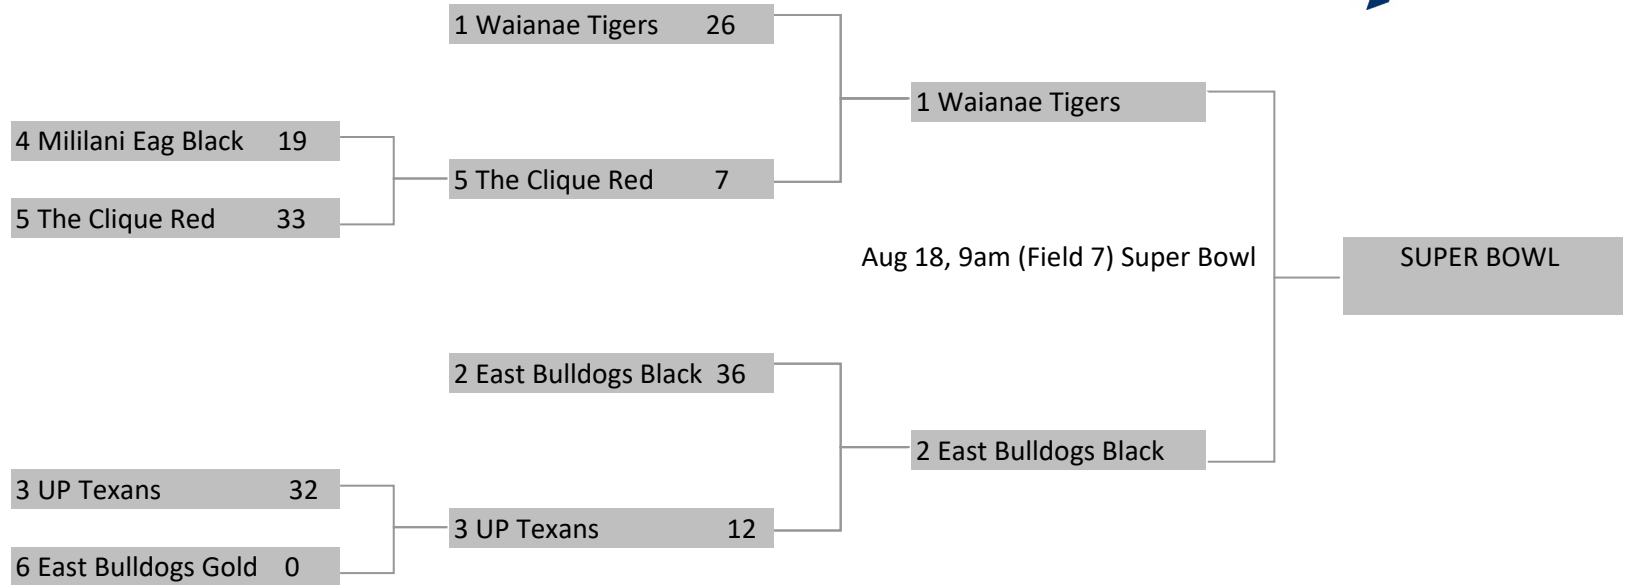 1 Waianae Tigers 26
1 Waianae Tigers
4 Mililani Eag Black 19
5 The Clique Red 7
5 The Clique Red 33
Aug 18, 9am (Field 7) Super Bowl
SUPER BOWL
2 East Bulldogs Black 36
2 East Bulldogs Black
3 UP Texans 32
3 UP Texans 12
6 East Bulldogs Gold 0